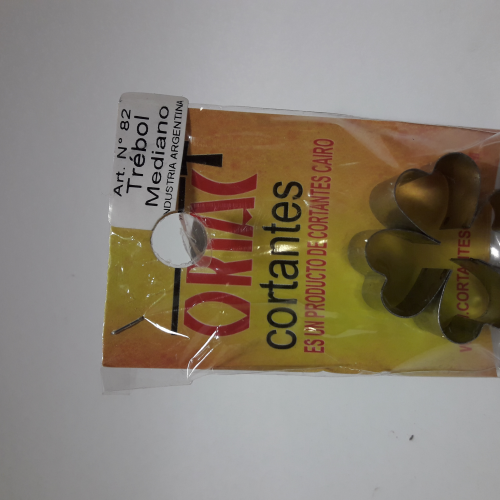 Art. N° 82
Trébol
Mediano
INDUSTRIA ARGENTINA
cortantes
ES UN PRODUCTO DE CORTANTES CAIRO